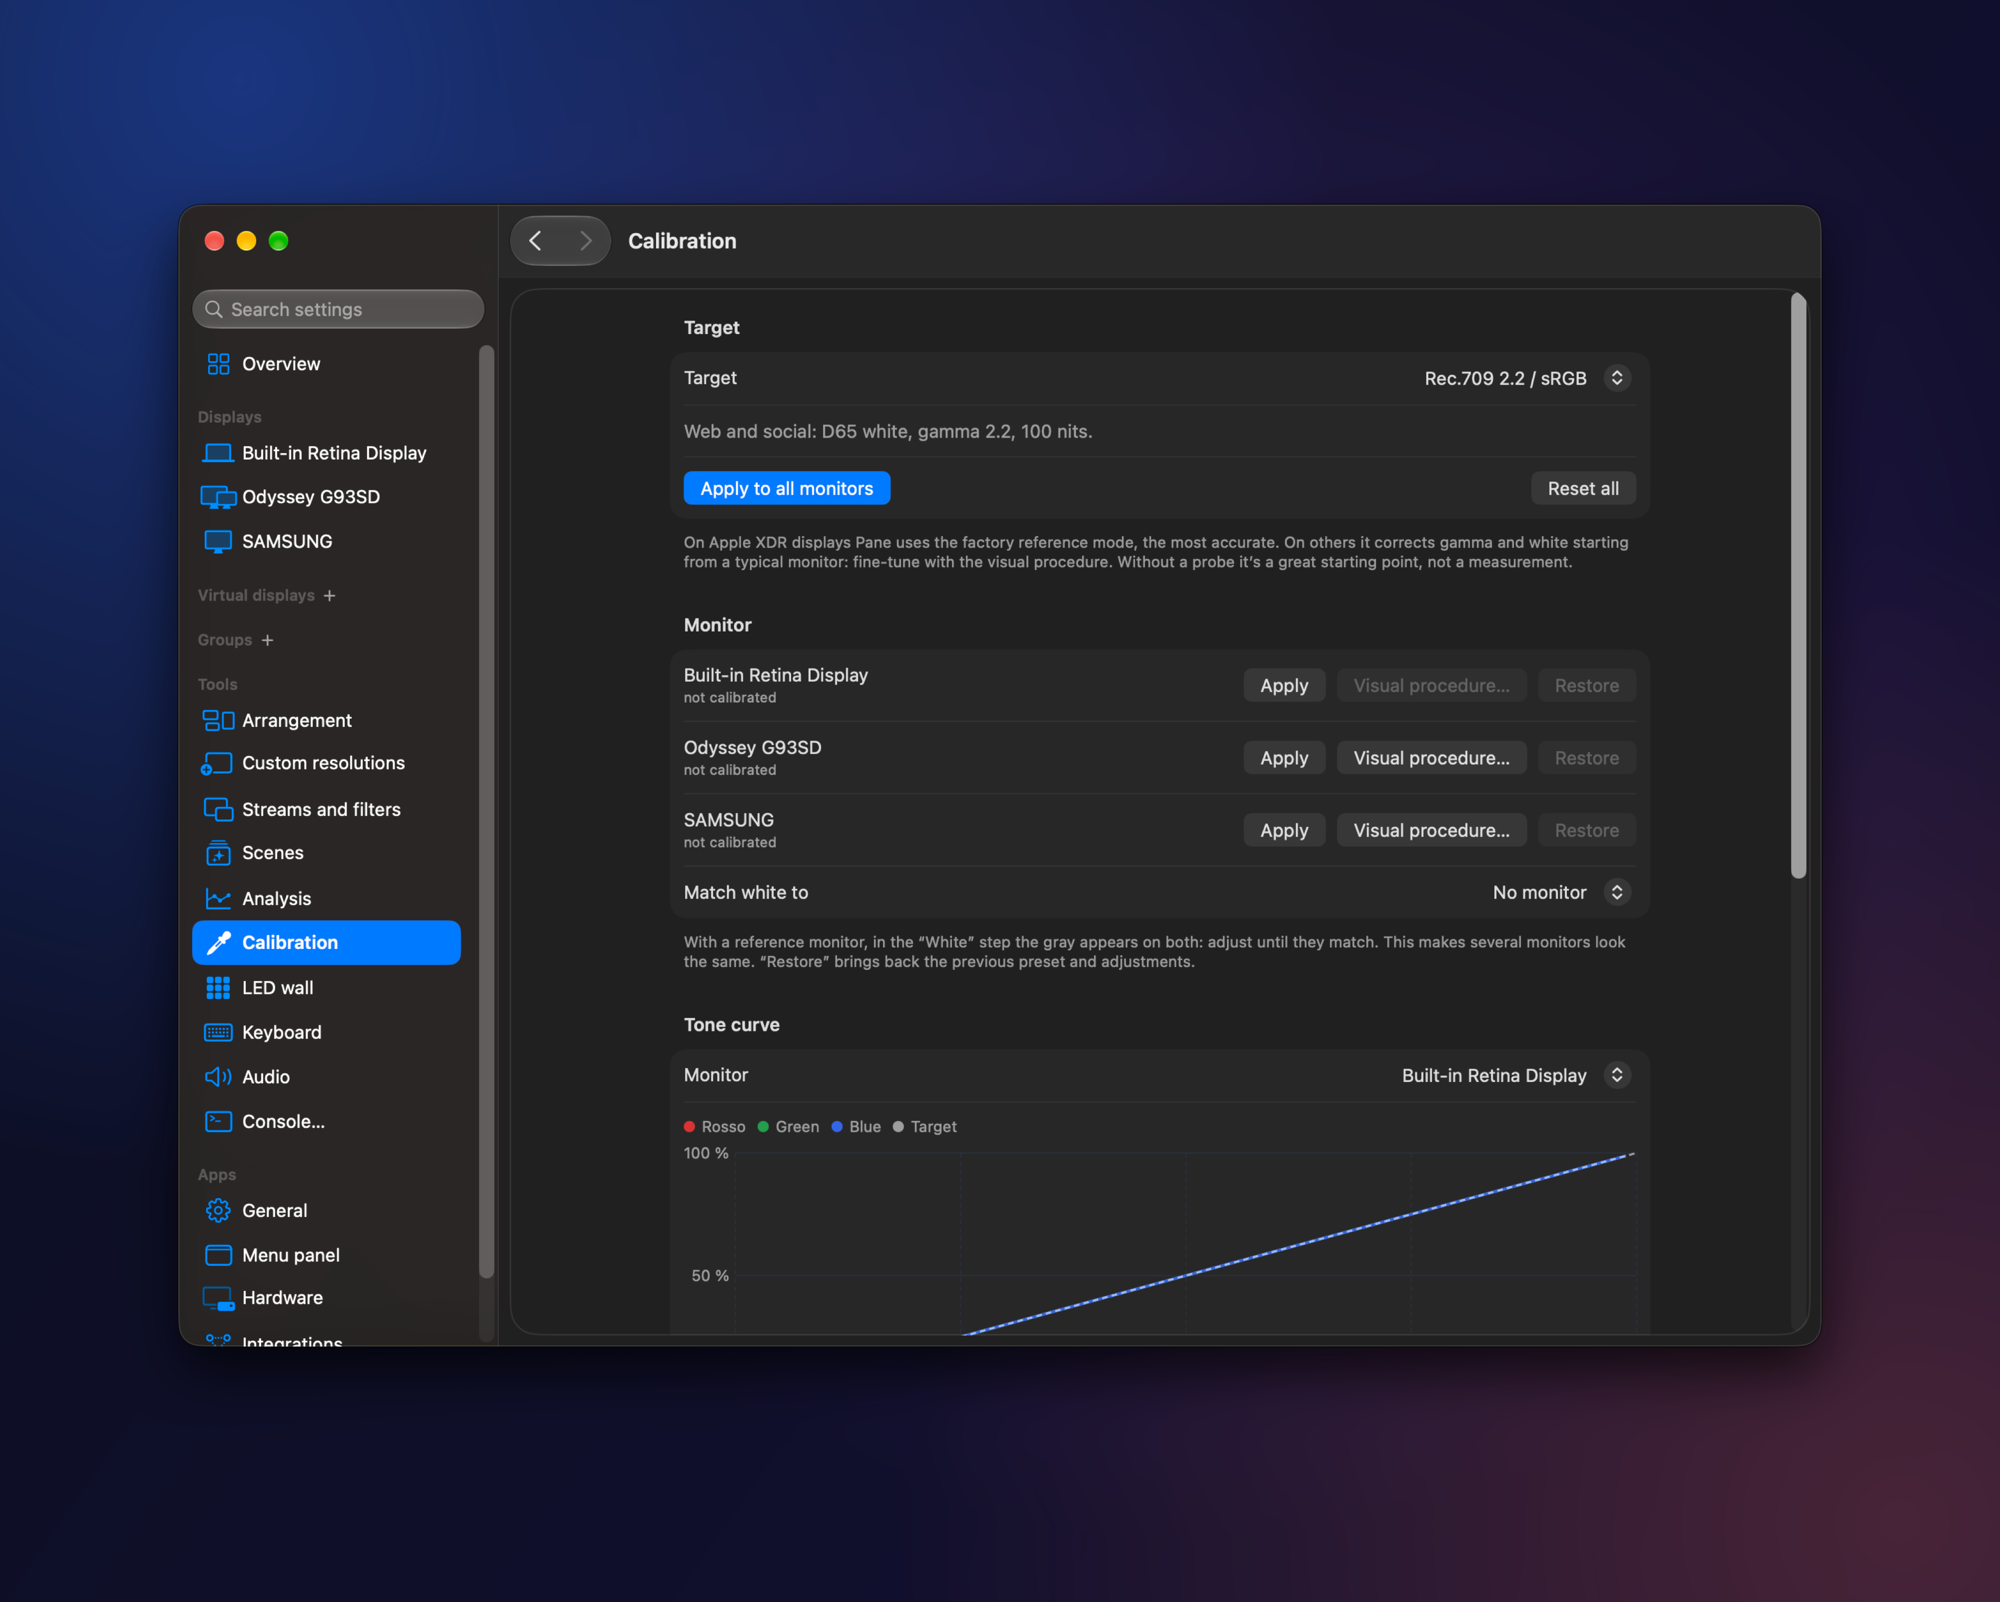 Calibration
Search settings
Overview
Displays
Built-in Retina Display
Odyssey G93SD
SAMSUNG
Virtual displays +
Groups +
Tools
Arrangement
Custom resolutions
Streams and filters
Scenes
Analysis
Calibration
LED wall
Keyboard
Audio
Console...
Apps
General
Menu panel
Hardware
Integrations
Target
Target
Rec.709 2.2 / sRGB
Web and social: D65 white, gamma 2.2, 100 nits.
Apply to all monitors
Reset all
On Apple XDR displays Pane uses the factory reference mode, the most accurate. On others it corrects gamma and white starting
from a typical monitor: fine-tune with the visual procedure. Without a probe it’s a great starting point, not a measurement.
Monitor
Built-in Retina Display
not calibrated
Apply
Visual procedure...
Restore
Odyssey G93SD
not calibrated
Apply
Visual procedure...
Restore
SAMSUNG
not calibrated
Apply
Visual procedure...
Restore
Match white to
No monitor
With a reference monitor, in the “White” step the gray appears on both: adjust until they match. This makes several monitors look
the same. “Restore” brings back the previous preset and adjustments.
Tone curve
Monitor
Built-in Retina Display
Rosso Green Blue Target
100 %
50 %